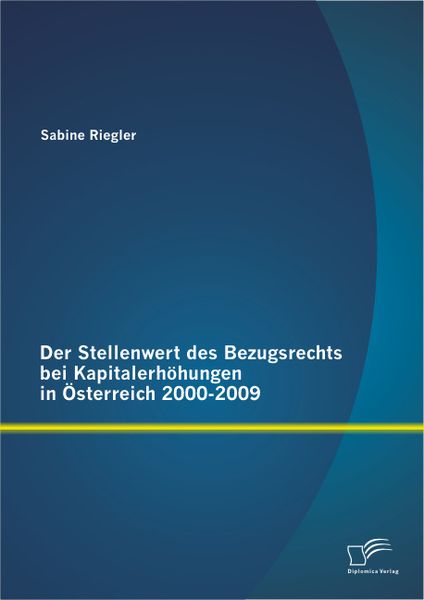 Sabine Riegler
Der Stellenwert des Bezugsrechts
bei Kapitalerhöhungen
in Österreich 2000-2009
Diplomica Verlag